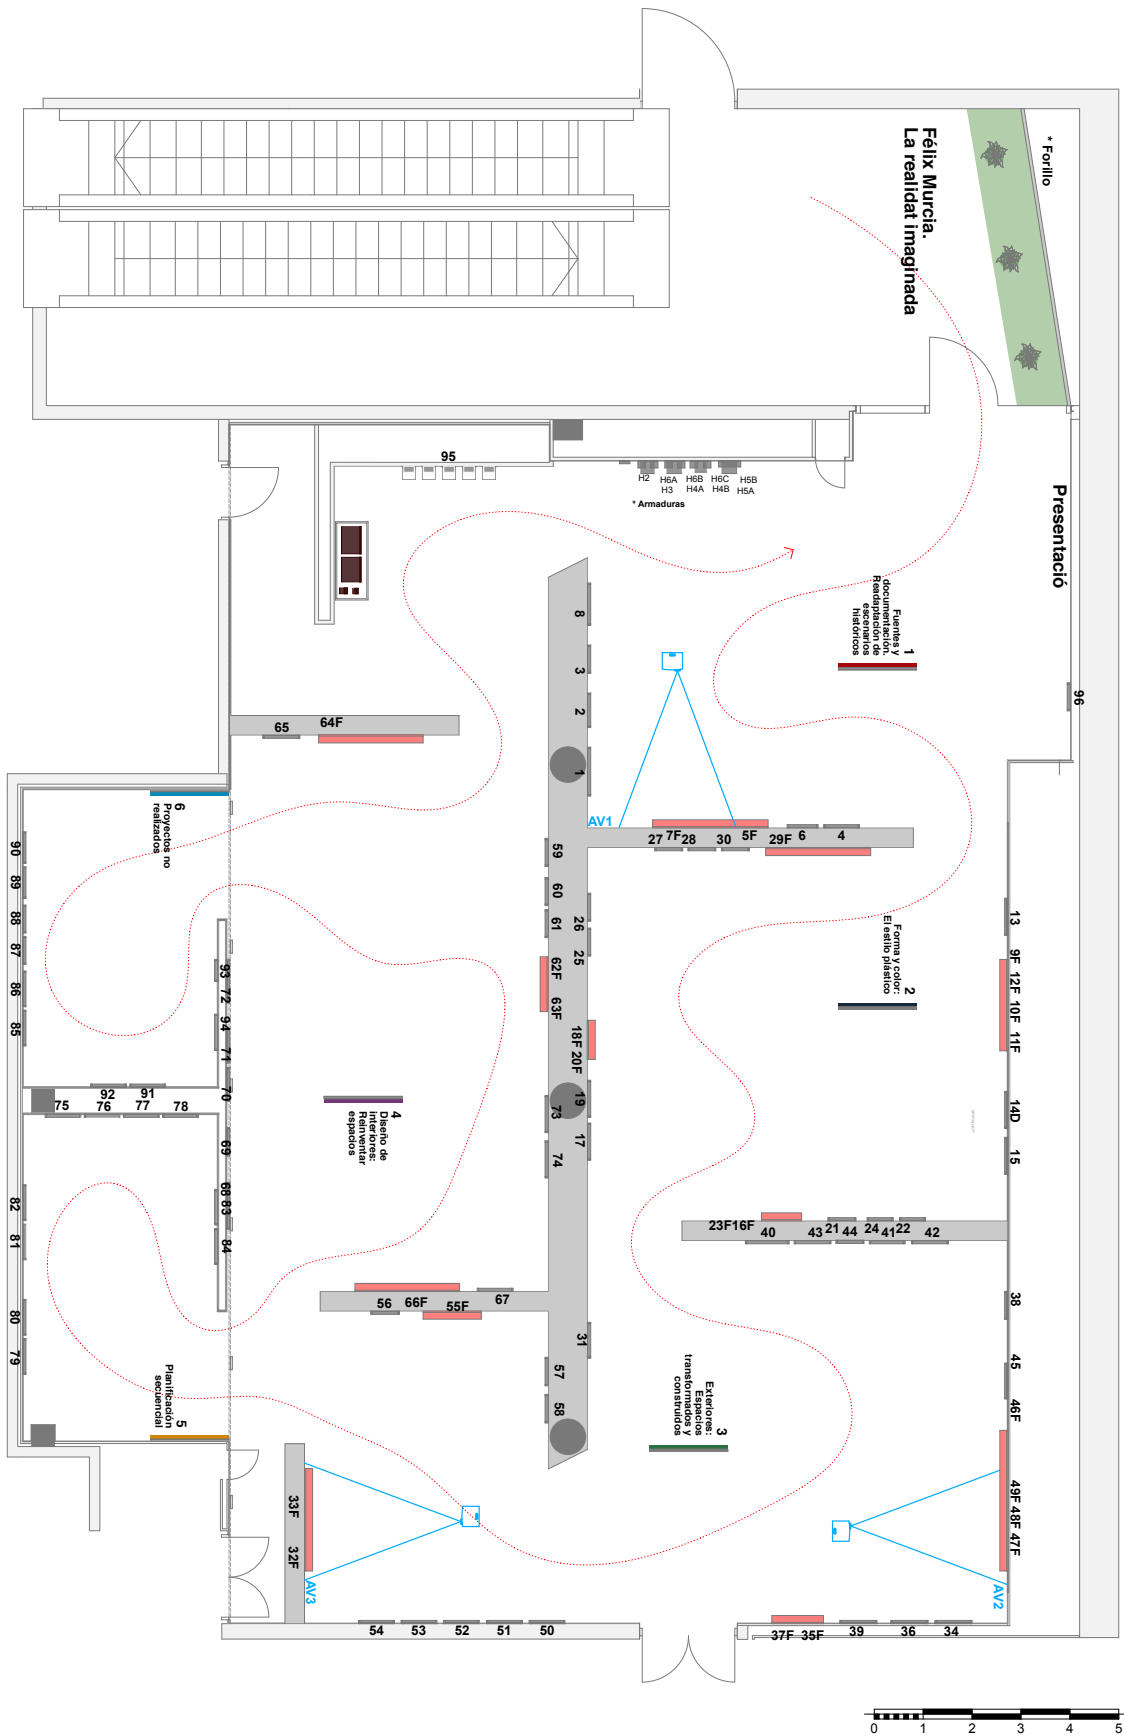 Félix Murcia.
La realidat imaginada
* Forillo
Presentació
95
H2
H6A
H3
H6B
H4A
H6C
H4B
H5B
H5A
* Armaduras
1
Fuentes y
documentación.
Readaptación de
escenarios
históricos
96
8
3
2
1
65
64F
AV1
27
7F
28
30
5F
29F
6
4
6
Proyectos no
realizados
90
89
88
87
86
85
59
60
61
62F
63F
26
25
18F
20F
19
17
73
74
13
9F
12F
10F
11F
14D
15
2
Forma y color:
El estilo plástico
93
72
94
71
70
69
68
83
84
92
91
75
76
77
78
82
81
80
79
4
Diseño de
interiores:
Reinventar
espacios
23F
16F
40
43
21
44
24
41
22
42
38
45
46F
49F
48F
47F
56
66F
55F
67
31
57
58
3
Exteriores:
Espacios
transformados y
construidos
5
Planificación
secuencial
33F
32F
AV3
AV2
54
53
52
51
50
37F
35F
39
36
34
0
1
2
3
4
5